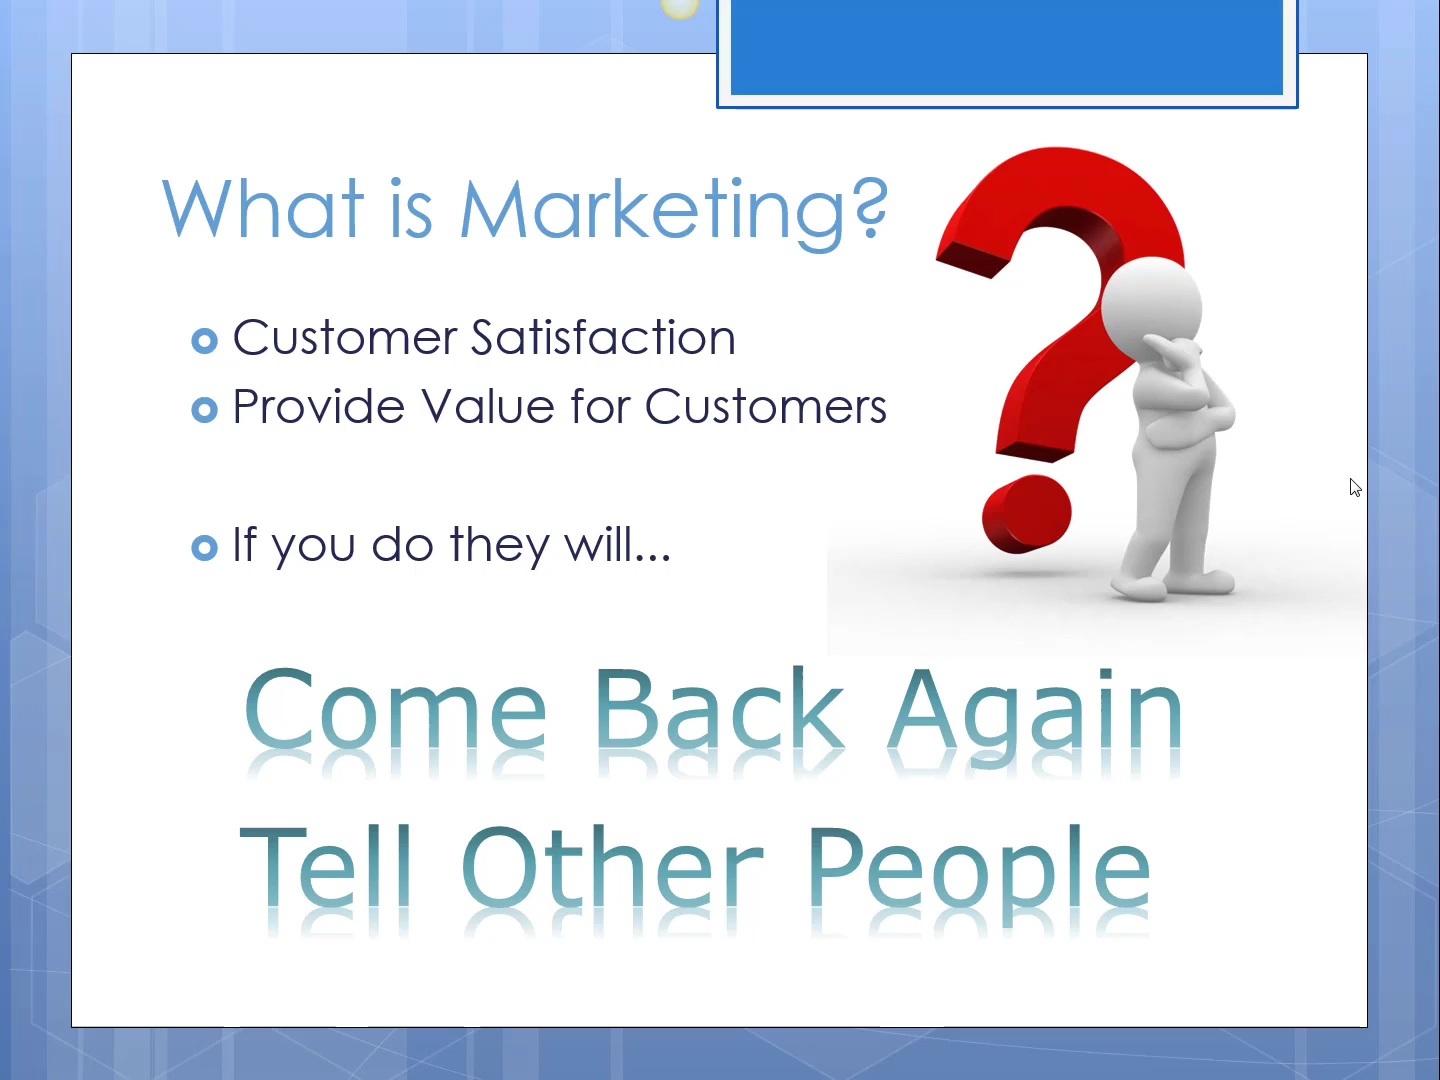 What is Marketing?
Customer Satisfaction
Provide Value for Customers
If you do they will...
Come Back Again
Tell Other People